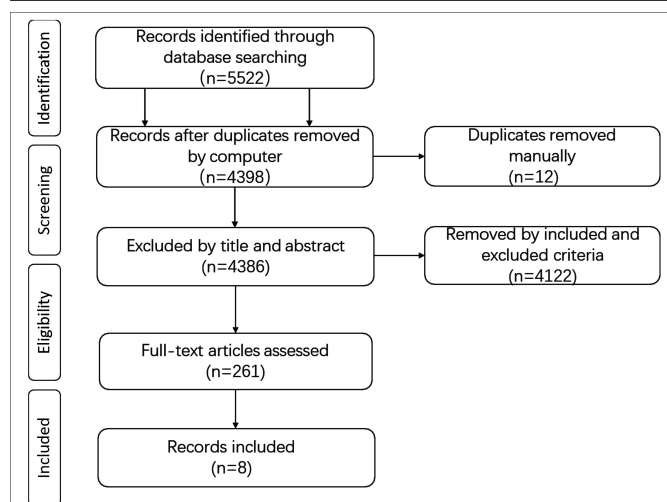 Identification
Records identified through
database searching
(n=5522)
Records after duplicates removed
by computer
(n=4398)
Duplicates removed
manually
(n=12)
Screening
Excluded by title and abstract
(n=4386)
Removed by included and
excluded criteria
(n=4122)
Eligibility
Full-text articles assessed
(n=261)
Included
Records included
(n=8)